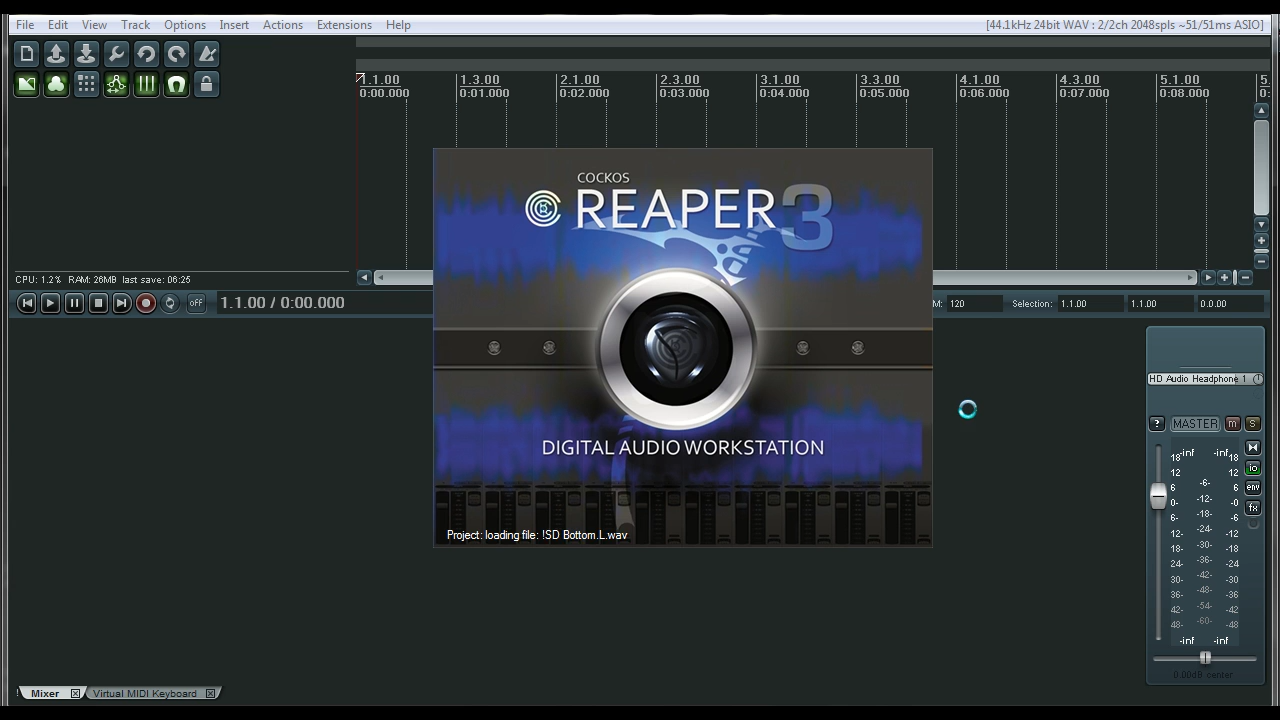 File Edit View Track Options Insert Actions Extensions Help
[44.1kHz 24bit WAV : 2/2ch 2048spls ~51/51ms ASIO]
1.1.00 1.3.00 2.1.00 2.3.00 3.1.00 3.3.00 4.1.00 4.3.00 5.1.00 5.
0:00.000 0:01.000 0:02.000 0:03.000 0:04.000 0:05.000 0:06.000 0:07.000 0:08.000 0:
COCKOS
REAPER 3
DIGITAL AUDIO WORKSTATION
Project: loading file: !SD Bottom.L.wav
CPU: 1.2% RAM: 26MB last save: 06:25
OFF
1.1.00 / 0:00.000
M: 120 Selection: 1.1.00 1.1.00 0.0.00
HD Audio Headphone 1
? MASTER m S
-inf -inf
18 18
12 12
io
-6-
6 6
env
-12-
0- -0
fx
-18-
6- -6
-24-
12- -12
-30-
18- -18
-36-
24- -24
-42-
30- -30
-48-
36- -36
-54-
42- -42
-60-
48- -48
-inf -inf
0.00dB center
! Mixer Virtual MIDI Keyboard